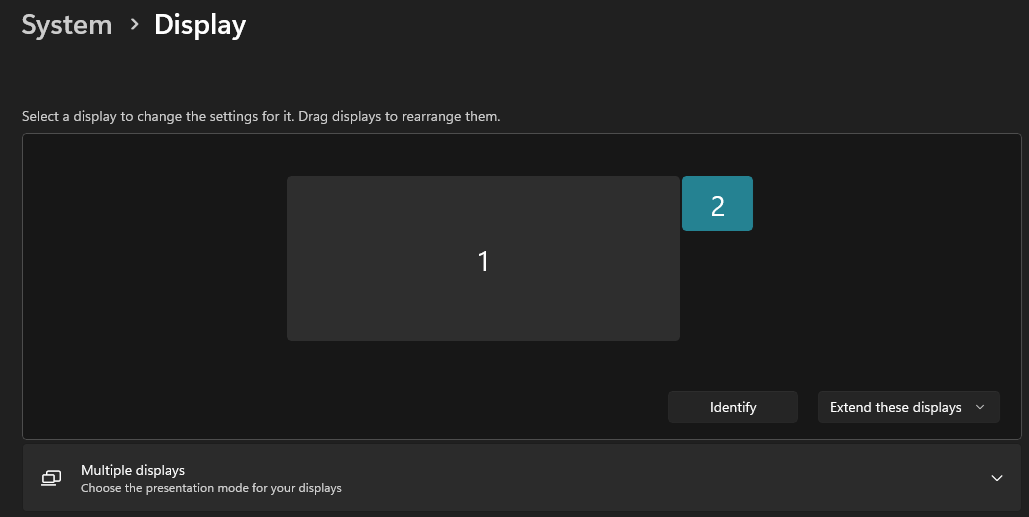 System > Display
Select a display to change the settings for it. Drag displays to rearrange them.
1
2
Identify
Extend these displays
Multiple displays
Choose the presentation mode for your displays